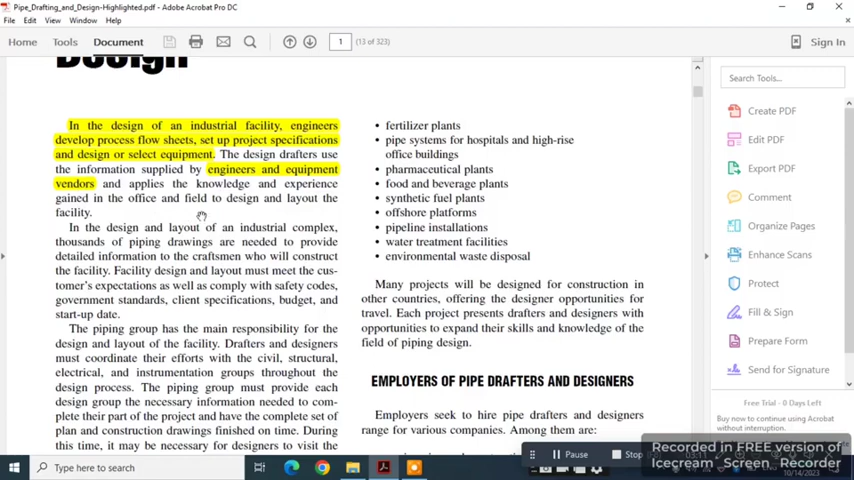 Pipe_Drafting_and_Design-Highlighted.pdf - Adobe Acrobat Pro DC
File Edit View Window Help
Home Tools Document
1 (13 of 323)
Sign In
Design
In the design of an industrial facility, engineers
develop process flow sheets, set up project specifications
and design or select equipment. The design drafters use
the information supplied by engineers and equipment
vendors and applies the knowledge and experience
gained in the office and field to design and layout the
facility.
In the design and layout of an industrial complex,
thousands of piping drawings are needed to provide
detailed information to the craftsmen who will construct
the facility. Facility design and layout must meet the cus-
tomer's expectations as well as comply with safety codes,
government standards, client specifications, budget, and
start-up date.
The piping group has the main responsibility for the
design and layout of the facility. Drafters and designers
must coordinate their efforts with the civil, structural,
electrical, and instrumentation groups throughout the
design process. The piping group must provide each
design group the necessary information needed to com-
plete their part of the project and have the complete set of
plan and construction drawings finished on time. During
this time, it may be necessary for designers to visit the
• fertilizer plants
• pipe systems for hospitals and high-rise
office buildings
• pharmaceutical plants
• food and beverage plants
• synthetic fuel plants
• offshore platforms
• pipeline installations
• water treatment facilities
• environmental waste disposal
Many projects will be designed for construction in
other countries, offering the designer opportunities for
travel. Each project presents drafters and designers with
opportunities to expand their skills and knowledge of the
field of piping design.
EMPLOYERS OF PIPE DRAFTERS AND DESIGNERS
Employers seek to hire pipe drafters and designers
range for various companies. Among them are:
Search Tools...
Create PDF
Edit PDF
Export PDF
Comment
Organize Pages
Enhance Scans
Protect
Fill & Sign
Prepare Form
Send for Signature
Free Trial - 0 Days Left
Buy now to continue using Acrobat
without interruption.
Pause
Stop
03:11
Recorded in FREE version of
Icecream Screen Recorder
Type here to search
10/14/2023